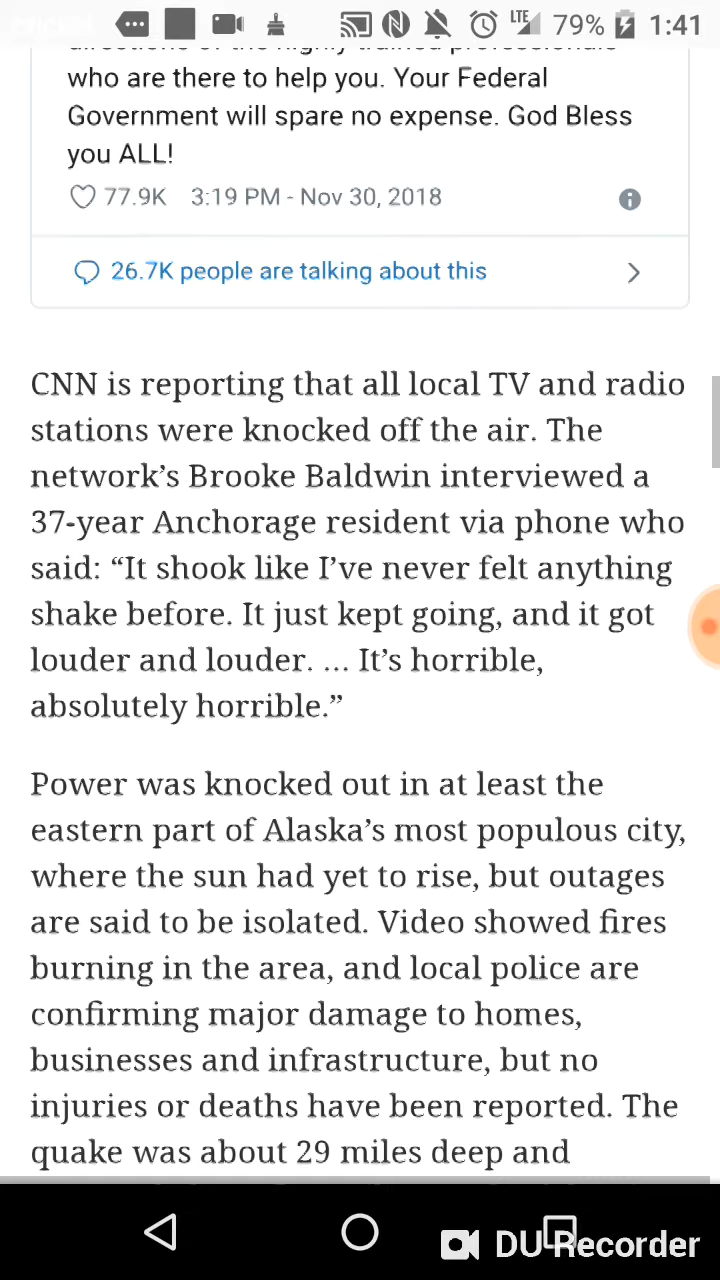 LTE 79% 1:41
who are there to help you. Your Federal
Government will spare no expense. God Bless
you ALL!
77.9K 3:19 PM - Nov 30, 2018
26.7K people are talking about this
CNN is reporting that all local TV and radio
stations were knocked off the air. The
network’s Brooke Baldwin interviewed a
37-year Anchorage resident via phone who
said: “It shook like I’ve never felt anything
shake before. It just kept going, and it got
louder and louder. ... It’s horrible,
absolutely horrible.”
Power was knocked out in at least the
eastern part of Alaska’s most populous city,
where the sun had yet to rise, but outages
are said to be isolated. Video showed fires
burning in the area, and local police are
confirming major damage to homes,
businesses and infrastructure, but no
injuries or deaths have been reported. The
quake was about 29 miles deep and
DU Recorder